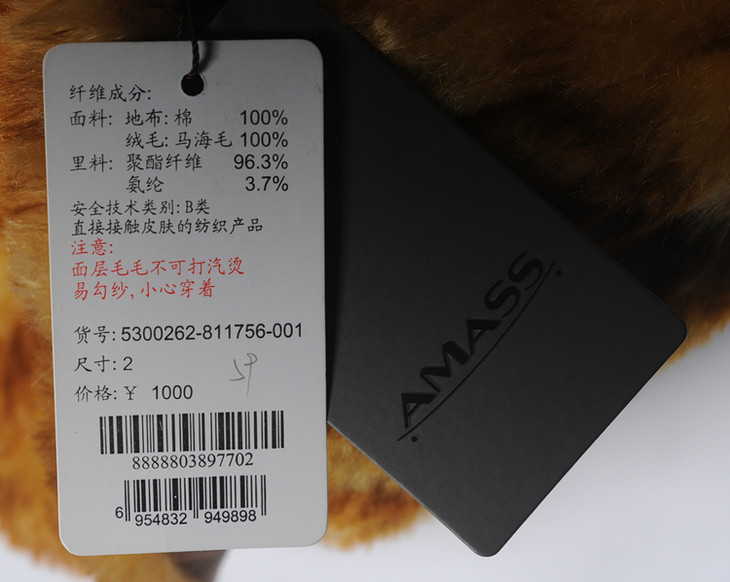 纤维成分:
面料: 地布: 棉 100%
绒毛: 马海毛 100%
里料: 聚酯纤维 96.3%
氨纶 3.7%
安全技术类别: B类
直接接触皮肤的纺织产品
注意:
面层毛毛不可打汽烫
易勾纱, 小心穿着
货号: 5300262-811756-001
尺寸: 2
价格: ¥ 1000
8888803897702
6 954832 949898
AMASS